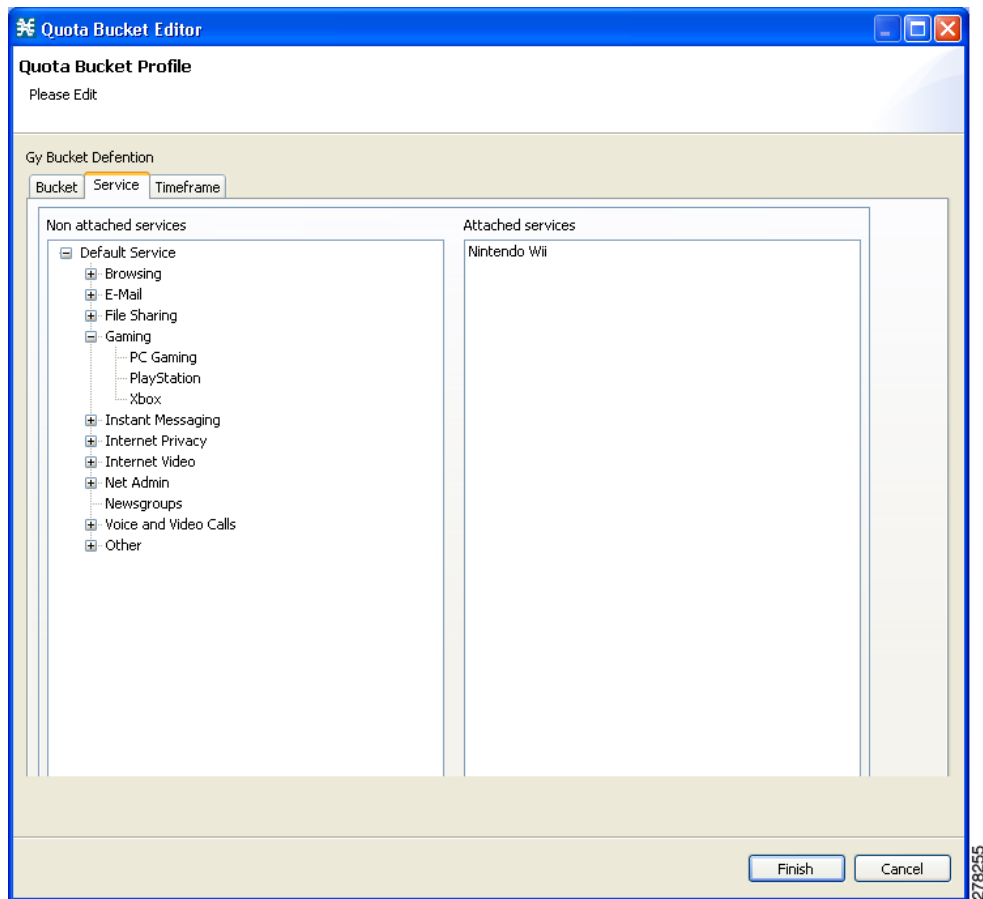 Quota Bucket Editor
Quota Bucket Profile
Please Edit
Gy Bucket Defention
Bucket Service Timeframe
Non attached services
Default Service
Browsing
E-Mail
File Sharing
Gaming
PC Gaming
PlayStation
Xbox
Instant Messaging
Internet Privacy
Internet Video
Net Admin
Newsgroups
Voice and Video Calls
Other
Attached services
Nintendo Wii
Finish Cancel
278255